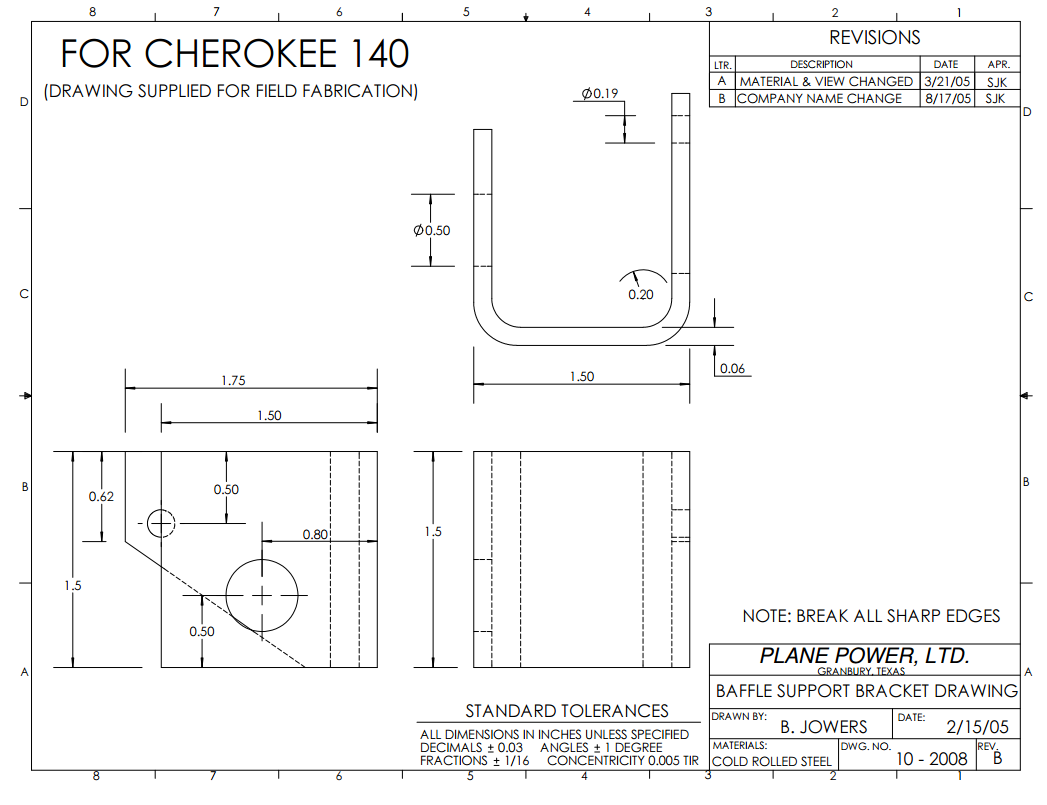 8 7 6 5 4 3 2 1
FOR CHEROKEE 140
(DRAWING SUPPLIED FOR FIELD FABRICATION)
REVISIONS
LTR. DESCRIPTION DATE APR.
A MATERIAL & VIEW CHANGED 3/21/05 SJK
B COMPANY NAME CHANGE 8/17/05 SJK
D D
Ø0.19
Ø0.50
C C
0.20
0.06
1.50
1.75
1.50
B B
0.62
0.50
0.80
1.5
1.5
0.50
NOTE: BREAK ALL SHARP EDGES
A A
PLANE POWER, LTD.
GRANBURY, TEXAS
BAFFLE SUPPORT BRACKET DRAWING
DRAWN BY: B. JOWERS DATE: 2/15/05
MATERIALS: COLD ROLLED STEEL DWG. NO. 10 - 2008 REV. B
STANDARD TOLERANCES
ALL DIMENSIONS IN INCHES UNLESS SPECIFIED
DECIMALS ± 0.03 ANGLES ± 1 DEGREE
FRACTIONS ± 1/16 CONCENTRICITY 0.005 TIR
8 7 6 5 4 3 2 1